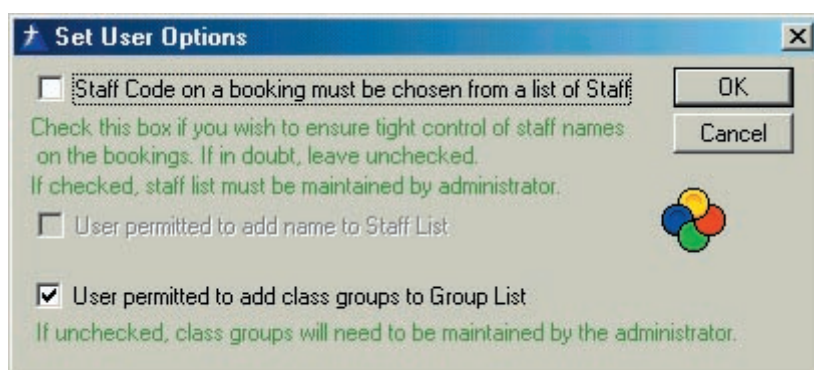 Set User Options
Staff Code on a booking must be chosen from a list of Staff
OK
Check this box if you wish to ensure tight control of staff names
on the bookings. If in doubt, leave unchecked.
Cancel
If checked, staff list must be maintained by administrator.
User permitted to add name to Staff List
User permitted to add class groups to Group List
If unchecked, class groups will need to be maintained by the administrator.